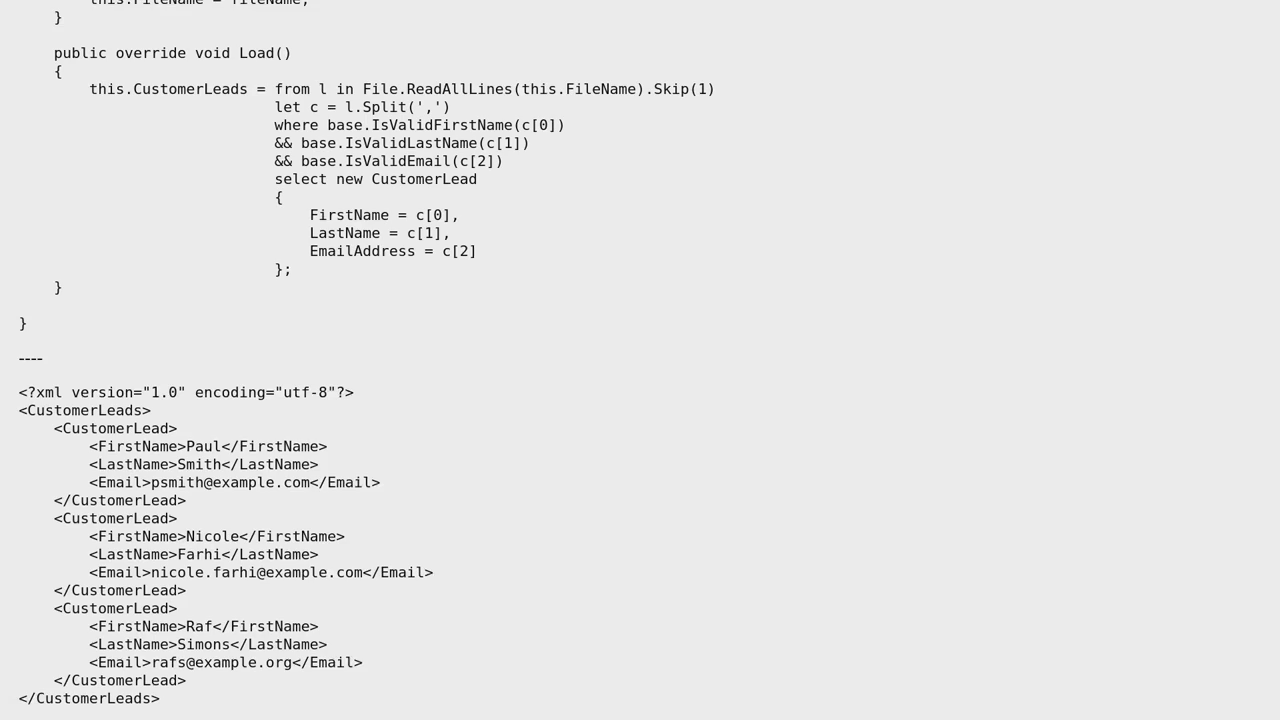 this.FileName = fileName;
}
public override void Load()
{
this.CustomerLeads = from l in File.ReadAllLines(this.FileName).Skip(1)
let c = l.Split(',')
where base.IsValidFirstName(c[0])
&& base.IsValidLastName(c[1])
&& base.IsValidEmail(c[2])
select new CustomerLead
{
FirstName = c[0],
LastName = c[1],
EmailAddress = c[2]
};
}
}
----
<?xml version="1.0" encoding="utf-8"?>
<CustomerLeads>
<CustomerLead>
<FirstName>Paul</FirstName>
<LastName>Smith</LastName>
<Email>psmith@example.com</Email>
</CustomerLead>
<CustomerLead>
<FirstName>Nicole</FirstName>
<LastName>Farhi</LastName>
<Email>nicole.farhi@example.com</Email>
</CustomerLead>
<CustomerLead>
<FirstName>Raf</FirstName>
<LastName>Simons</LastName>
<Email>rafs@example.org</Email>
</CustomerLead>
</CustomerLeads>